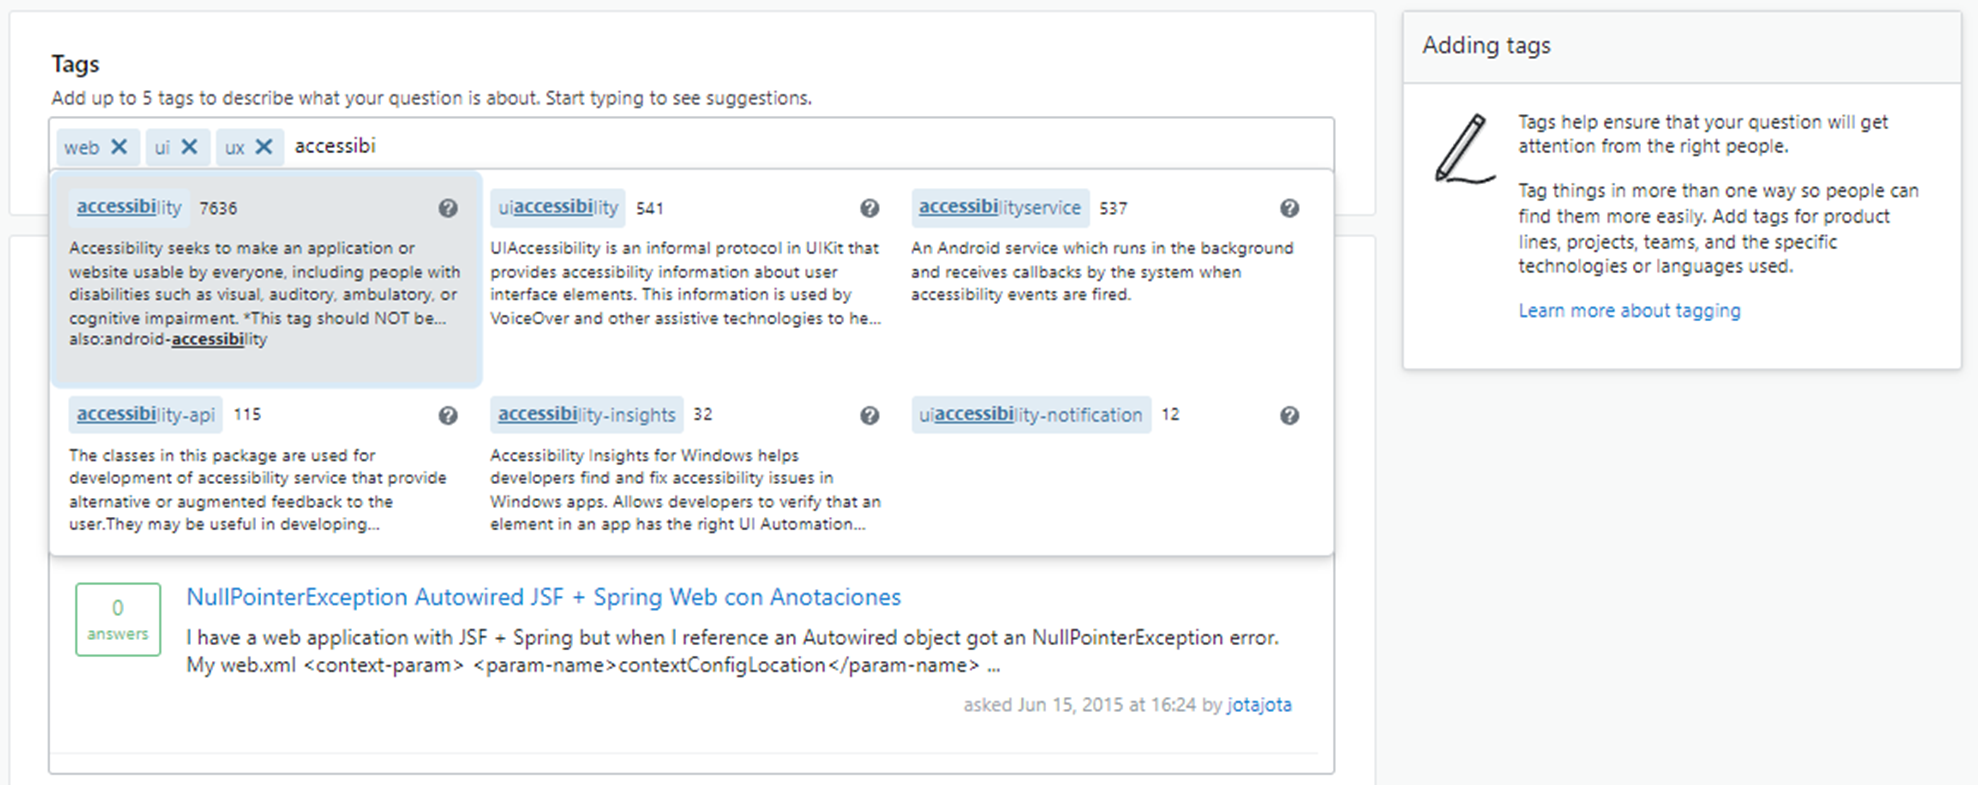 Tags
Add up to 5 tags to describe what your question is about. Start typing to see suggestions.
web ui ux accessibi
accessibility 7636
Accessibility seeks to make an application or
website usable by everyone, including people with
disabilities such as visual, auditory, ambulatory, or
cognitive impairment. *This tag should NOT be...
also:android-accessibility
uiaccessibility 541
UIAccessibility is an informal protocol in UIKit that
provides accessibility information about user
interface elements. This information is used by
VoiceOver and other assistive technologies to he...
accessibilityservice 537
An Android service which runs in the background
and receives callbacks by the system when
accessibility events are fired.
accessibility-api 115
The classes in this package are used for
development of accessibility service that provide
alternative or augmented feedback to the
user.They may be useful in developing...
accessibility-insights 32
Accessibility Insights for Windows helps
developers find and fix accessibility issues in
Windows apps. Allows developers to verify that an
element in an app has the right UI Automation...
uiaccessibility-notification 12
0
answers
NullPointerException Autowired JSF + Spring Web con Anotaciones
I have a web application with JSF + Spring but when I reference an Autowired object got an NullPointerException error.
My web.xml <context-param> <param-name>contextConfigLocation</param-name> ...
asked Jun 15, 2015 at 16:24 by jotajota
Adding tags
Tags help ensure that your question will get
attention from the right people.
Tag things in more than one way so people can
find them more easily. Add tags for product
lines, projects, teams, and the specific
technologies or languages used.
Learn more about tagging